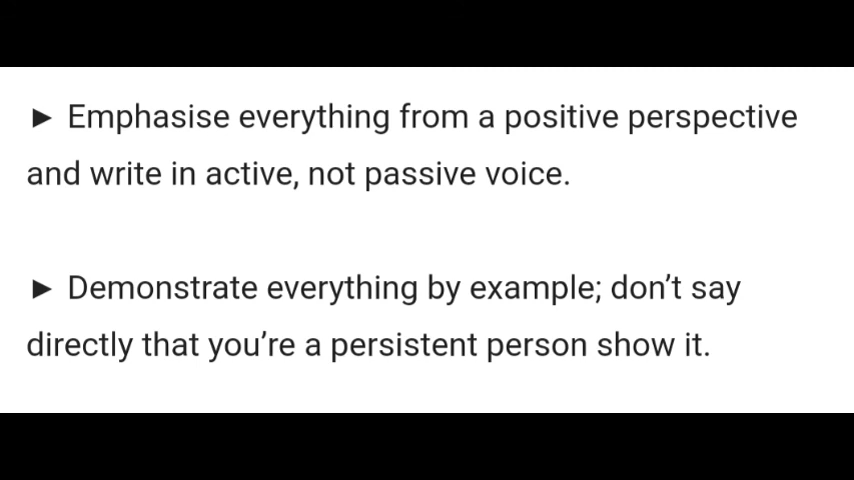 ► Emphasise everything from a positive perspective
and write in active, not passive voice.
► Demonstrate everything by example; don’t say
directly that you’re a persistent person show it.